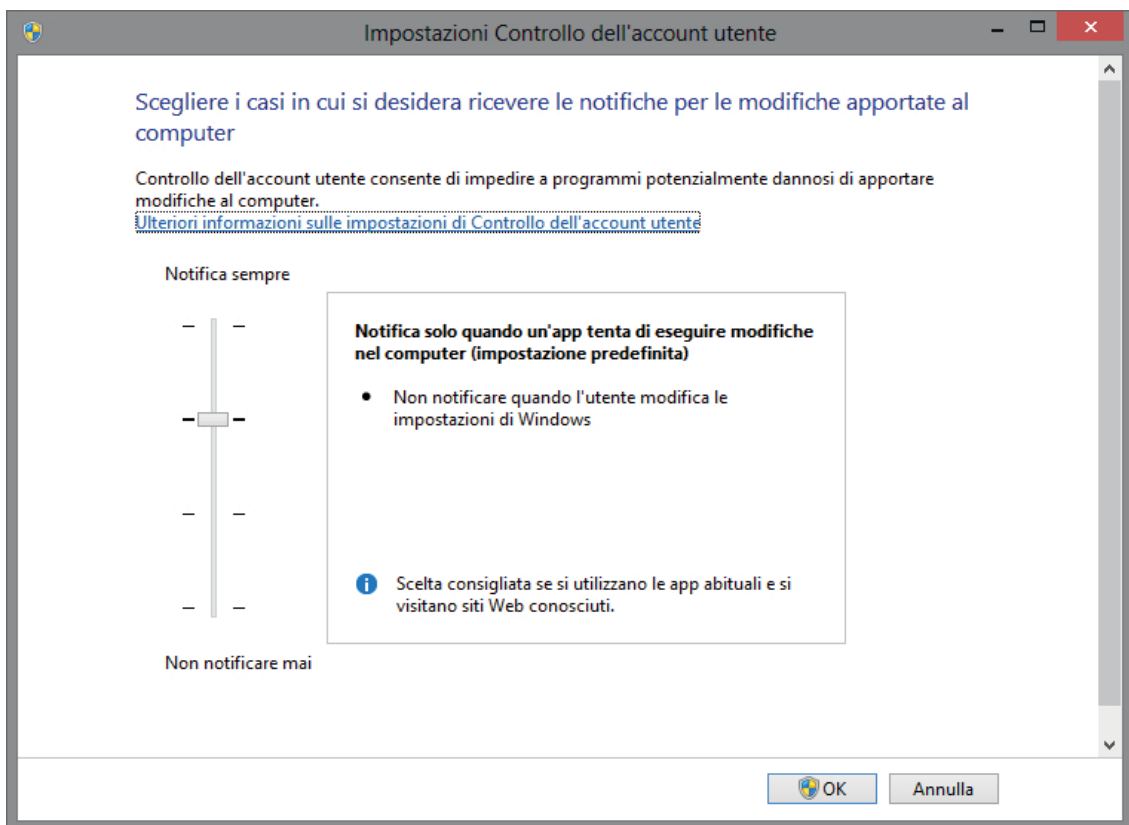 Impostazioni Controllo dell'account utente
Scegliere i casi in cui si desidera ricevere le notifiche per le modifiche apportate al
computer
Controllo dell'account utente consente di impedire a programmi potenzialmente dannosi di apportare
modifiche al computer.
Ulteriori informazioni sulle impostazioni di Controllo dell'account utente
Notifica sempre
Notifica solo quando un'app tenta di eseguire modifiche
nel computer (impostazione predefinita)
• Non notificare quando l'utente modifica le
impostazioni di Windows
Scelta consigliata se si utilizzano le app abituali e si
visitano siti Web conosciuti.
Non notificare mai
OK
Annulla